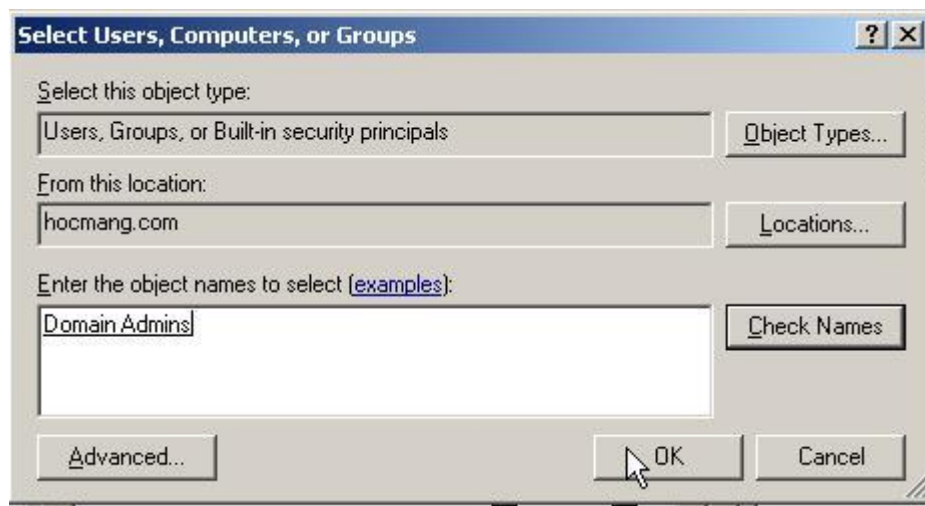 Select Users, Computers, or Groups
Select this object type:
Users, Groups, or Built-in security principals
Object Types...
From this location:
hocmang.com
Locations...
Enter the object names to select (examples):
Domain Admins
Check Names
Advanced...
OK
Cancel